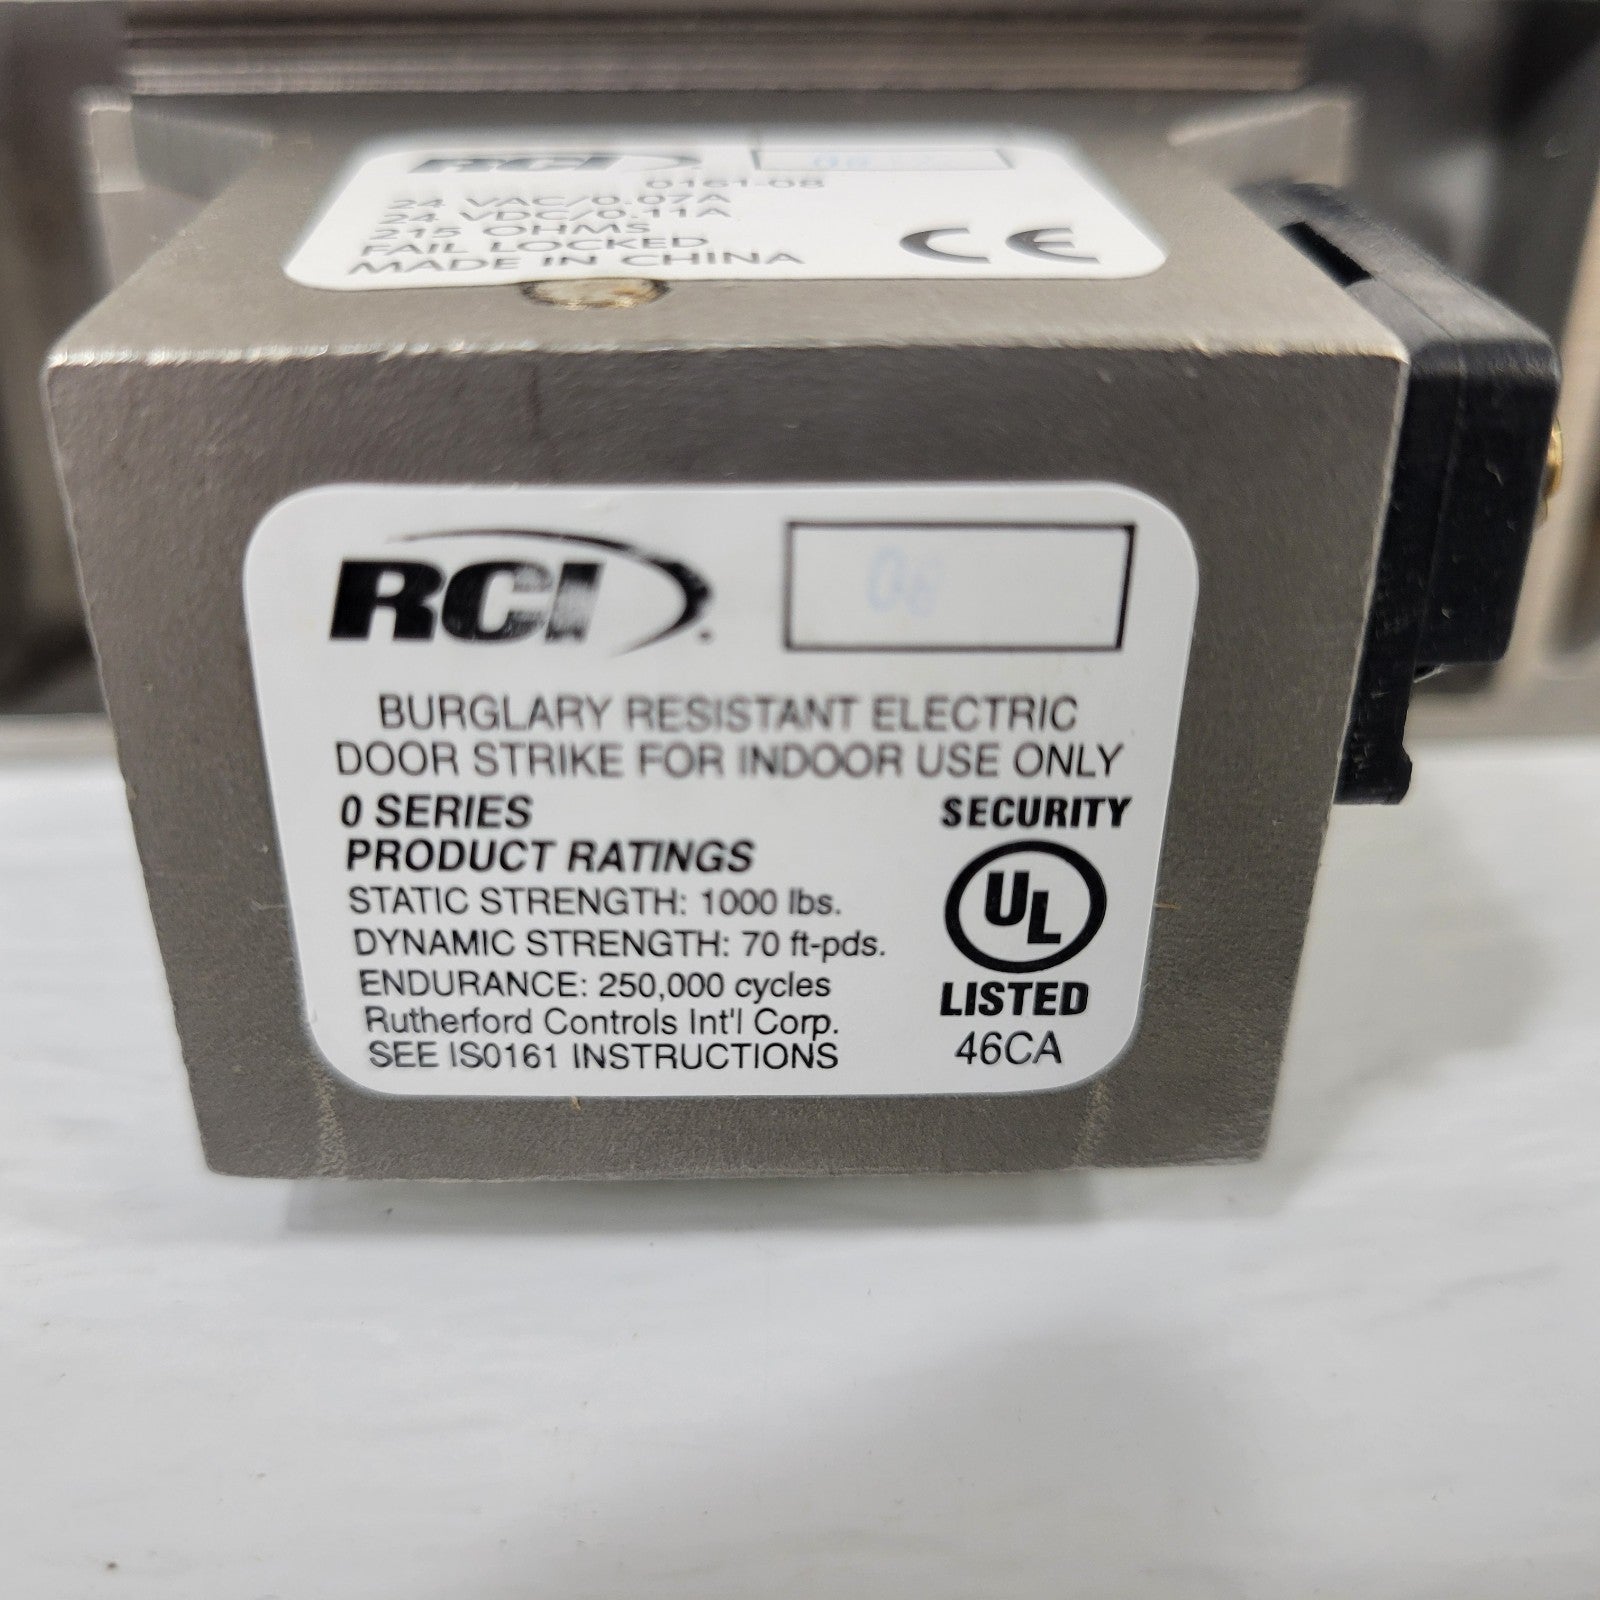 RCI
0161-08
24 VAC/0.07A
24 VDC/0.11A
215 OHMS
FAIL LOCKED
MADE IN CHINA
CE
RCI
BURGLARY RESISTANT ELECTRIC
DOOR STRIKE FOR INDOOR USE ONLY
0 SERIES
PRODUCT RATINGS
STATIC STRENGTH: 1000 lbs.
DYNAMIC STRENGTH: 70 ft-pds.
ENDURANCE: 250,000 cycles
Rutherford Controls Int'l Corp.
SEE IS0161 INSTRUCTIONS
SECURITY
UL
LISTED
46CA